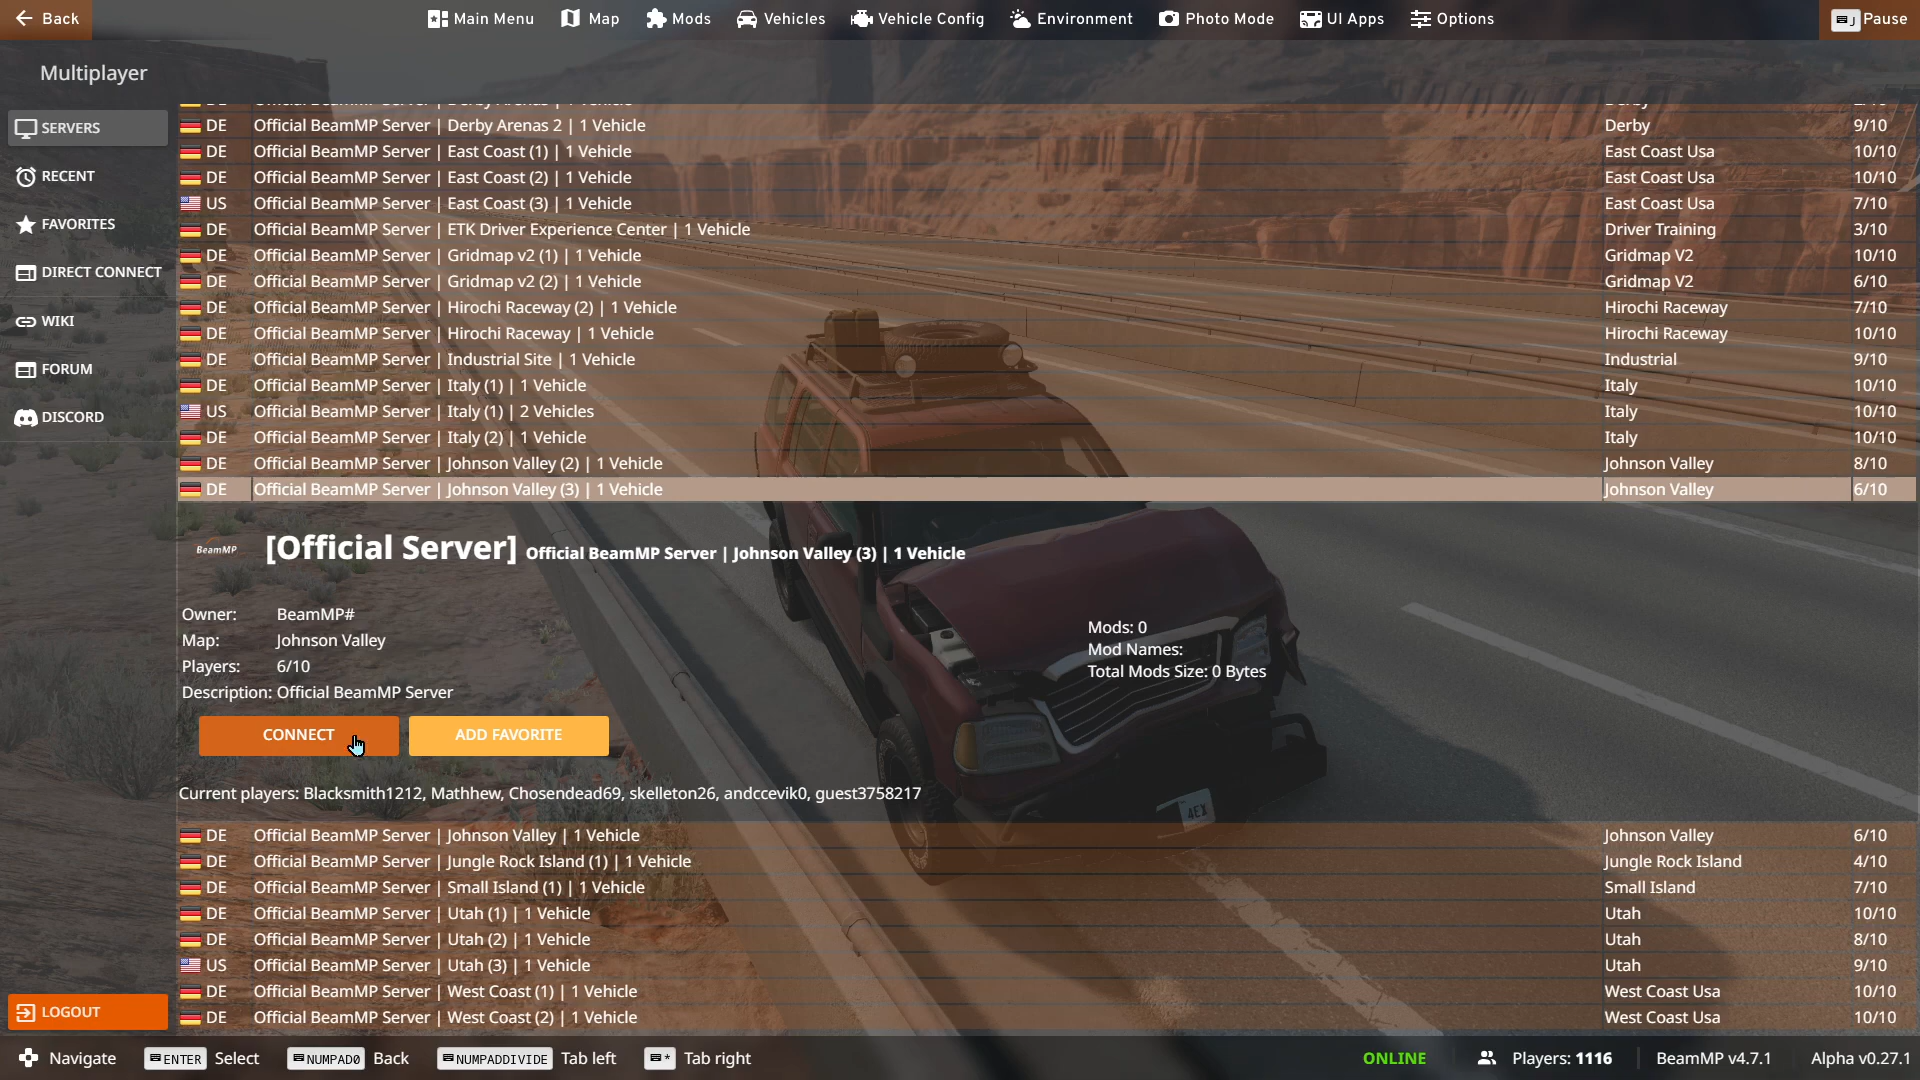 Back
Main Menu
Map
Mods
Vehicles
Vehicle Config
Environment
Photo Mode
UI Apps
Options
J Pause
Multiplayer
SERVERS
RECENT
FAVORITES
DIRECT CONNECT
WIKI
FORUM
DISCORD
LOGOUT
DE Official BeamMP Server | Derby Arenas 2 | 1 Vehicle Derby 9/10
DE Official BeamMP Server | East Coast (1) | 1 Vehicle East Coast Usa 10/10
DE Official BeamMP Server | East Coast (2) | 1 Vehicle East Coast Usa 10/10
US Official BeamMP Server | East Coast (3) | 1 Vehicle East Coast Usa 7/10
DE Official BeamMP Server | ETK Driver Experience Center | 1 Vehicle Driver Training 3/10
DE Official BeamMP Server | Gridmap v2 (1) | 1 Vehicle Gridmap V2 10/10
DE Official BeamMP Server | Gridmap v2 (2) | 1 Vehicle Gridmap V2 6/10
DE Official BeamMP Server | Hirochi Raceway (2) | 1 Vehicle Hirochi Raceway 7/10
DE Official BeamMP Server | Hirochi Raceway | 1 Vehicle Hirochi Raceway 10/10
DE Official BeamMP Server | Industrial Site | 1 Vehicle Industrial 9/10
DE Official BeamMP Server | Italy (1) | 1 Vehicle Italy 10/10
US Official BeamMP Server | Italy (1) | 2 Vehicles Italy 10/10
DE Official BeamMP Server | Italy (2) | 1 Vehicle Italy 10/10
DE Official BeamMP Server | Johnson Valley (2) | 1 Vehicle Johnson Valley 8/10
DE Official BeamMP Server | Johnson Valley (3) | 1 Vehicle Johnson Valley 6/10
BeamMP [Official Server] Official BeamMP Server | Johnson Valley (3) | 1 Vehicle
Owner: BeamMP#
Map: Johnson Valley
Players: 6/10
Description: Official BeamMP Server
Mods: 0
Mod Names:
Total Mods Size: 0 Bytes
CONNECT
ADD FAVORITE
4EX
Current players: Blacksmith1212, Mathhew, Chosendead69, skelleton26, andccevik0, guest3758217
DE Official BeamMP Server | Johnson Valley | 1 Vehicle Johnson Valley 6/10
DE Official BeamMP Server | Jungle Rock Island (1) | 1 Vehicle Jungle Rock Island 4/10
DE Official BeamMP Server | Small Island (1) | 1 Vehicle Small Island 7/10
DE Official BeamMP Server | Utah (1) | 1 Vehicle Utah 10/10
DE Official BeamMP Server | Utah (2) | 1 Vehicle Utah 8/10
US Official BeamMP Server | Utah (3) | 1 Vehicle Utah 9/10
DE Official BeamMP Server | West Coast (1) | 1 Vehicle West Coast Usa 10/10
DE Official BeamMP Server | West Coast (2) | 1 Vehicle West Coast Usa 10/10
Navigate
ENTER Select
NUMPAD0 Back
NUMPADDIVIDE Tab left
* Tab right
ONLINE
Players: 1116
BeamMP v4.7.1
Alpha v0.27.1